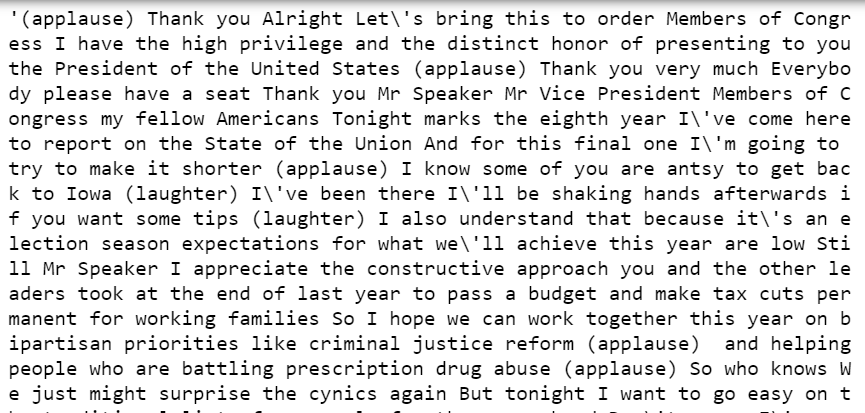 '(applause) Thank you Alright Let\'s bring this to order Members of Congr
ess I have the high privilege and the distinct honor of presenting to you
the President of the United States (applause) Thank you very much Everybo
dy please have a seat Thank you Mr Speaker Mr Vice President Members of C
ongress my fellow Americans Tonight marks the eighth year I\'ve come here
to report on the State of the Union And for this final one I\'m going to
try to make it shorter (applause) I know some of you are antsy to get bac
k to Iowa (laughter) I\'ve been there I\'ll be shaking hands afterwards i
f you want some tips (laughter) I also understand that because it\'s an e
lection season expectations for what we\'ll achieve this year are low Sti
ll Mr Speaker I appreciate the constructive approach you and the other le
aders took at the end of last year to pass a budget and make tax cuts per
manent for working families So I hope we can work together this year on b
ipartisan priorities like criminal justice reform (applause)  and helping
people who are battling prescription drug abuse (applause) So who knows W
e just might surprise the cynics again But tonight I want to go easy on t